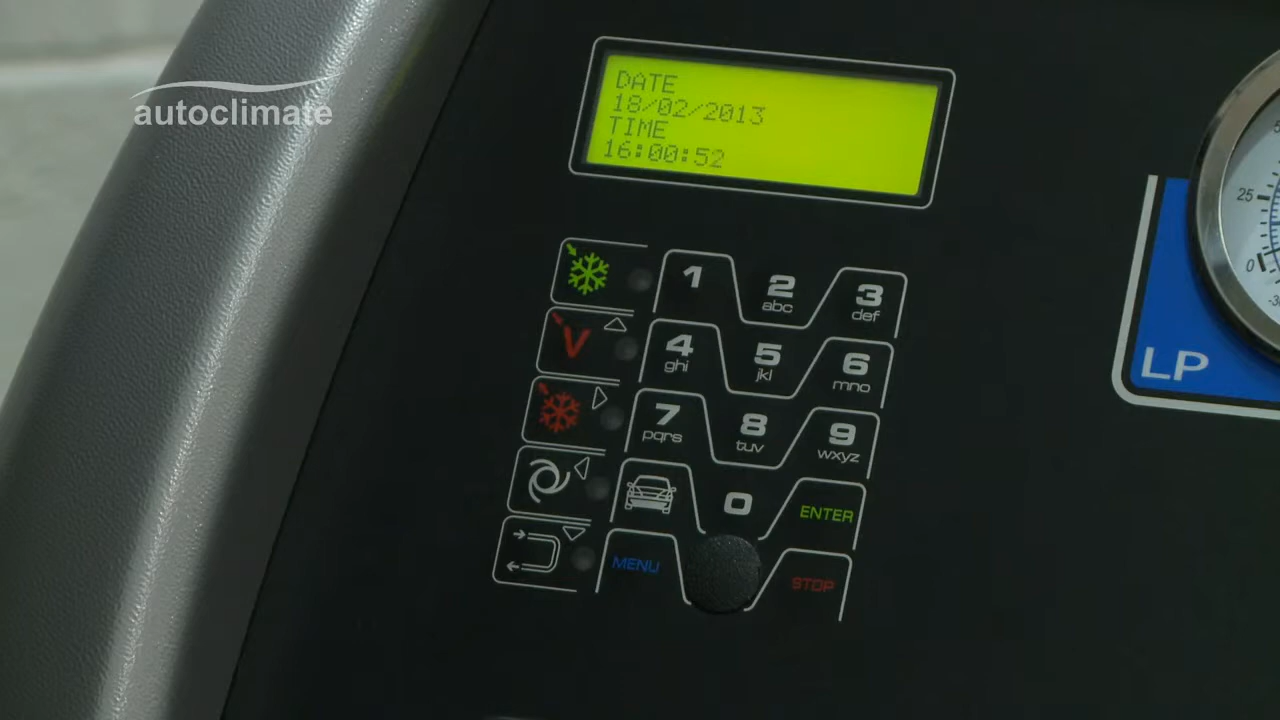 autoclimate
DATE
18/02/2013
TIME
16:00:52
1
2
abc
3
def
V
4
ghi
5
jkl
6
mno
7
pqrs
8
tuv
9
wxyz
0
ENTER
MENU
STOP
25
0
LP